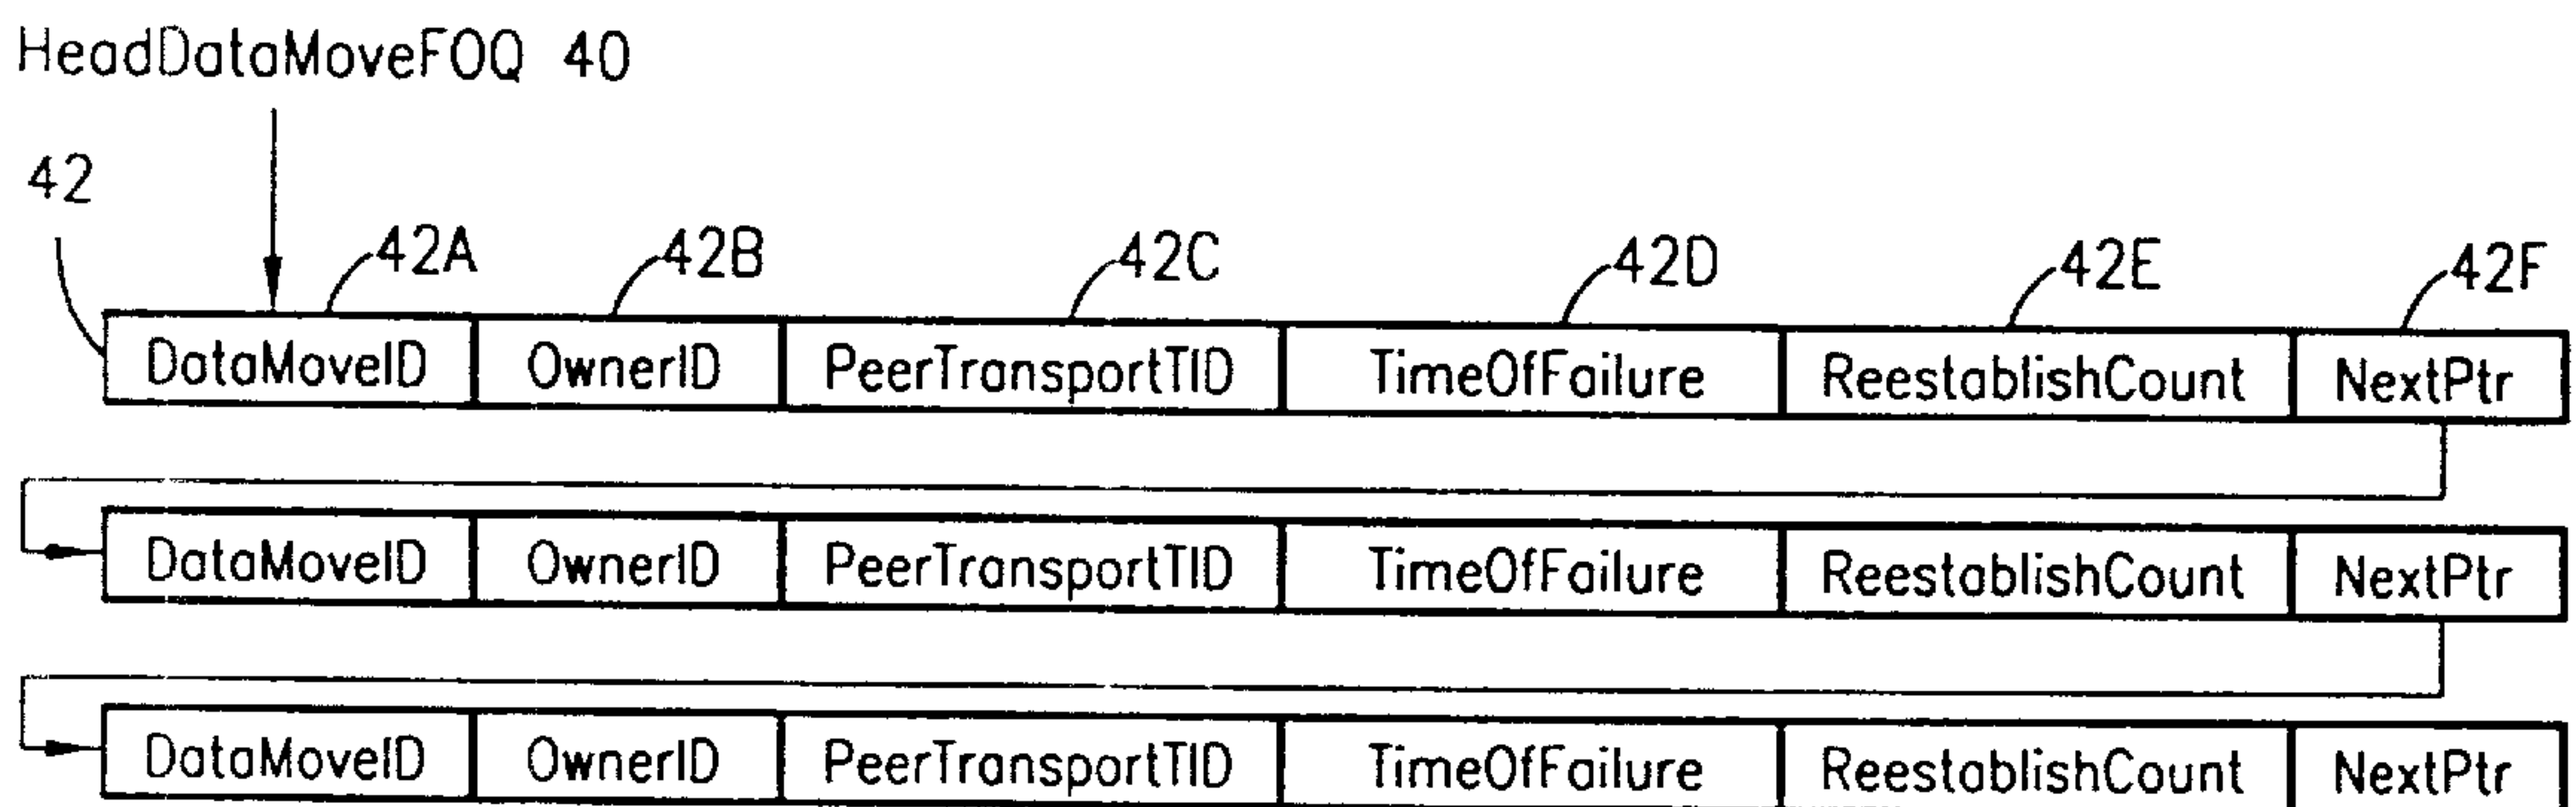 HeadDataMoveFOQ 40
42
42A 42B 42C 42D 42E 42F
DataMoveID OwnerID PeerTransportTID TimeOfFailure ReestablishCount NextPtr
DataMoveID OwnerID PeerTransportTID TimeOfFailure ReestablishCount NextPtr
DataMoveID OwnerID PeerTransportTID TimeOfFailure ReestablishCount NextPtr